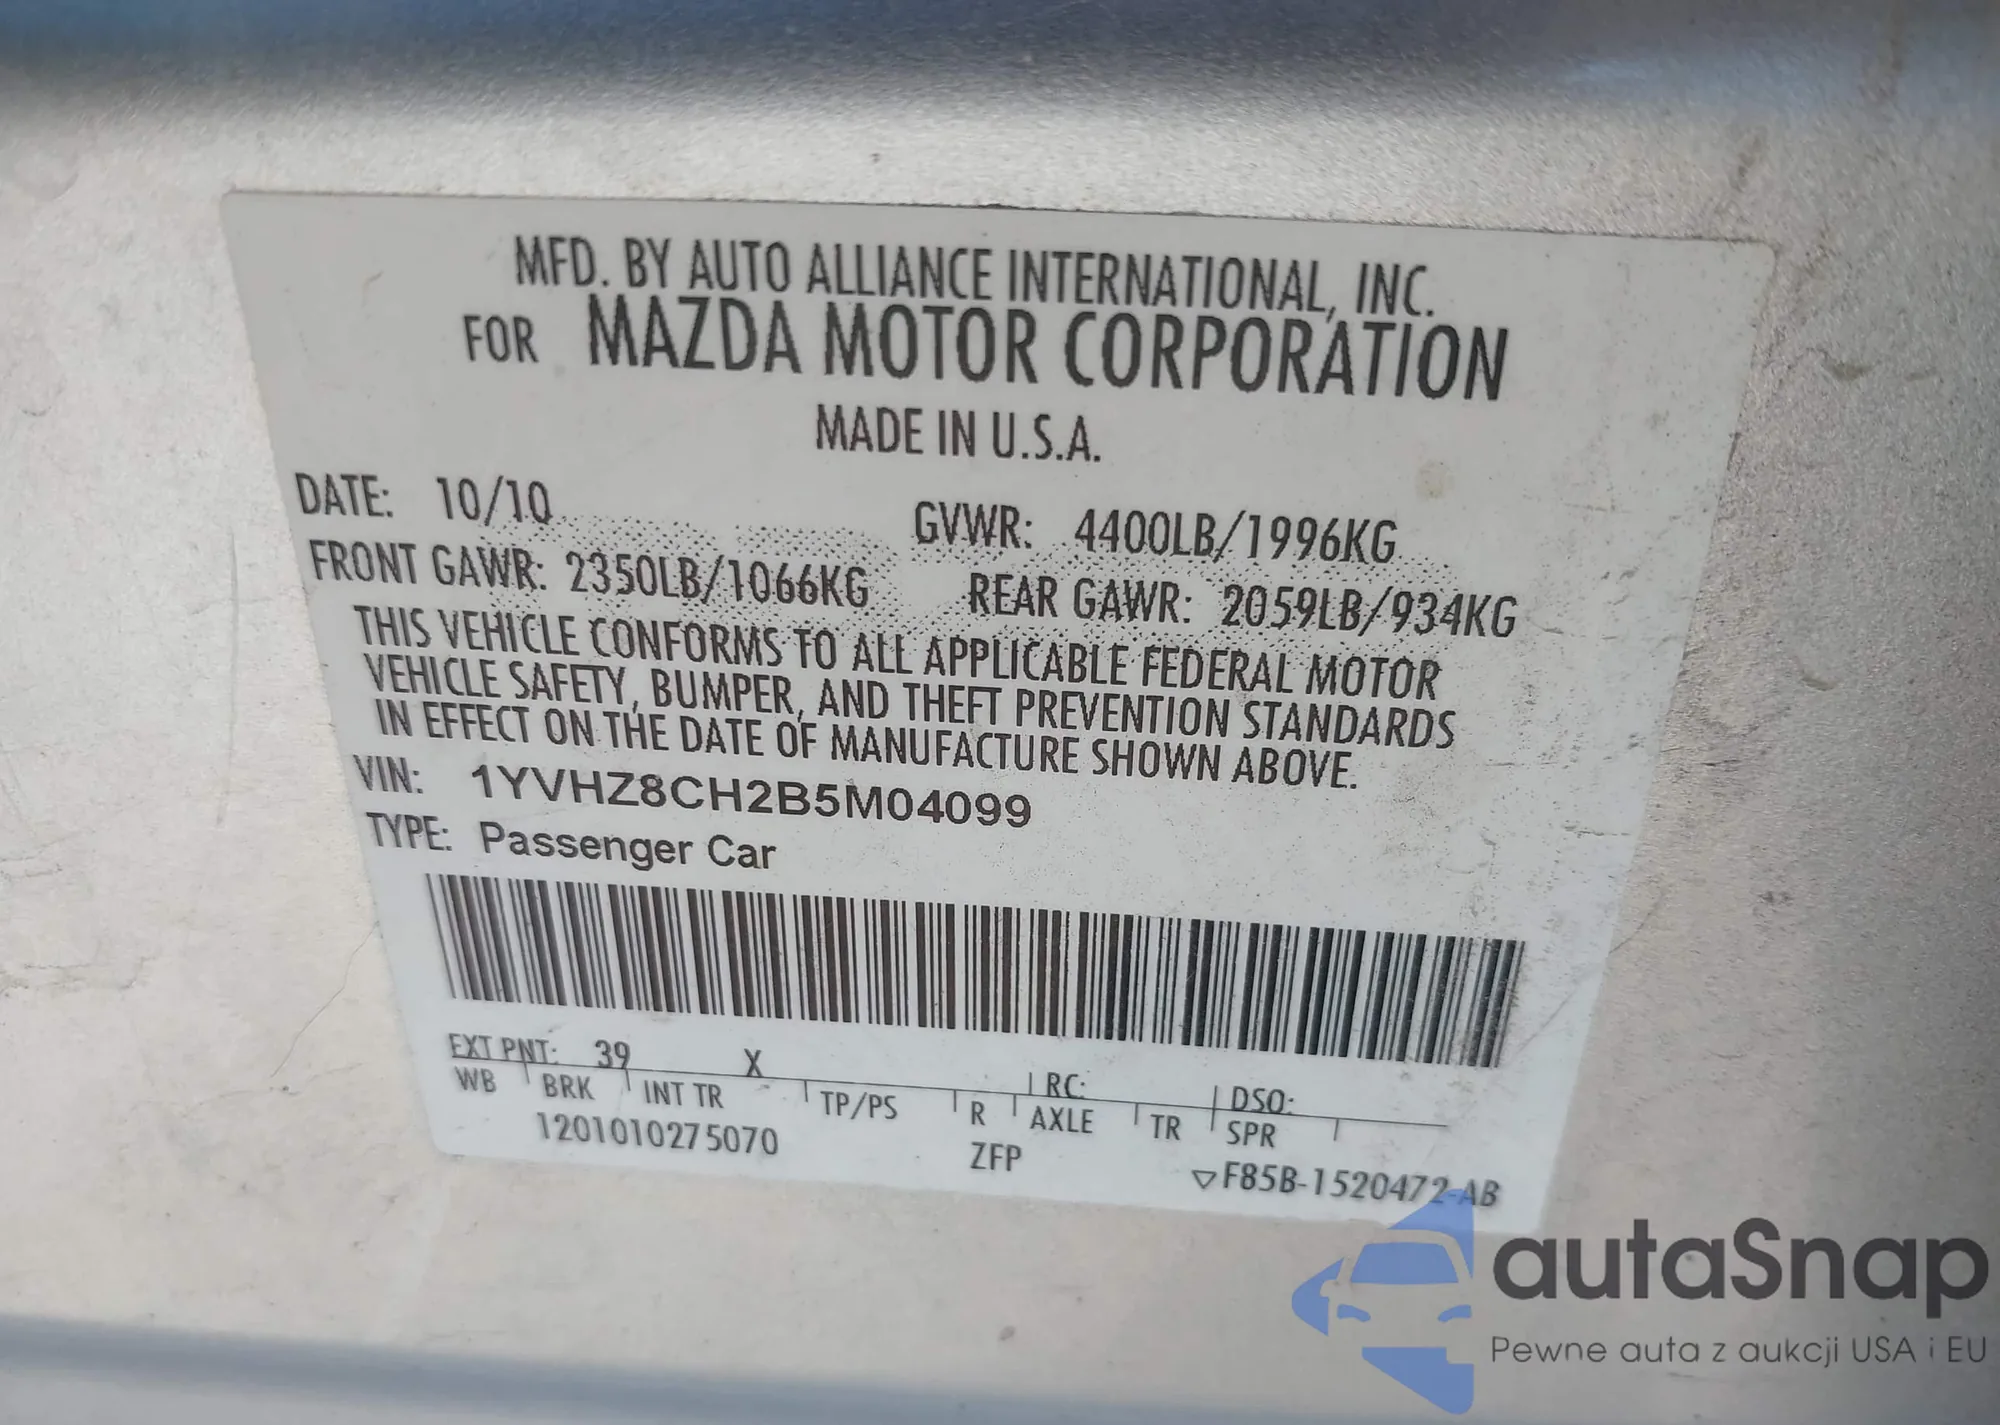 MFD. BY AUTO ALLIANCE INTERNATIONAL, INC.
FOR MAZDA MOTOR CORPORATION
MADE IN U.S.A.
DATE: 10/10 GVWR: 4400LB/1996KG
FRONT GAWR: 2350LB/1066KG REAR GAWR: 2059LB/934KG
THIS VEHICLE CONFORMS TO ALL APPLICABLE FEDERAL MOTOR
VEHICLE SAFETY, BUMPER, AND THEFT PREVENTION STANDARDS
IN EFFECT ON THE DATE OF MANUFACTURE SHOWN ABOVE.
VIN: 1YVHZ8CH2B5M04099
TYPE: Passenger Car
EXT PNT: 39 X RC: DSO:
WB BRK INT TR TP/PS R AXLE TR SPR
1201010275070 ZFP ▽F85B-1520472-AB
autaSnap
Pewne auta z aukcji USA i EU